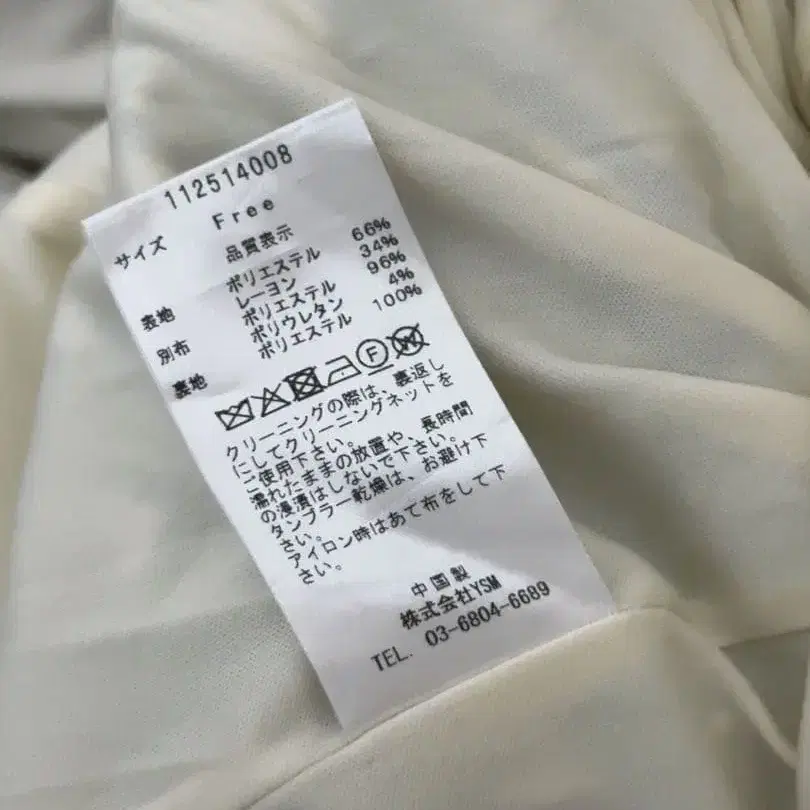 112514008
サイズ Free
品質表示
表地 ポリエステル 66%
レーヨン 34%
別布 ポリエステル 96%
ポリウレタン 4%
裏地 ポリエステル 100%
F W
クリーニングの際は、裏返し
にしてクリーニングネットを
ご使用下さい。
濡れたままの放置や、長時間
の浸漬はしないで下さい。
タンブラー乾燥は、お避け下
さい。
アイロン時はあて布をして下
さい。
中国製
株式会社YSM
TEL. 03-6804-6689